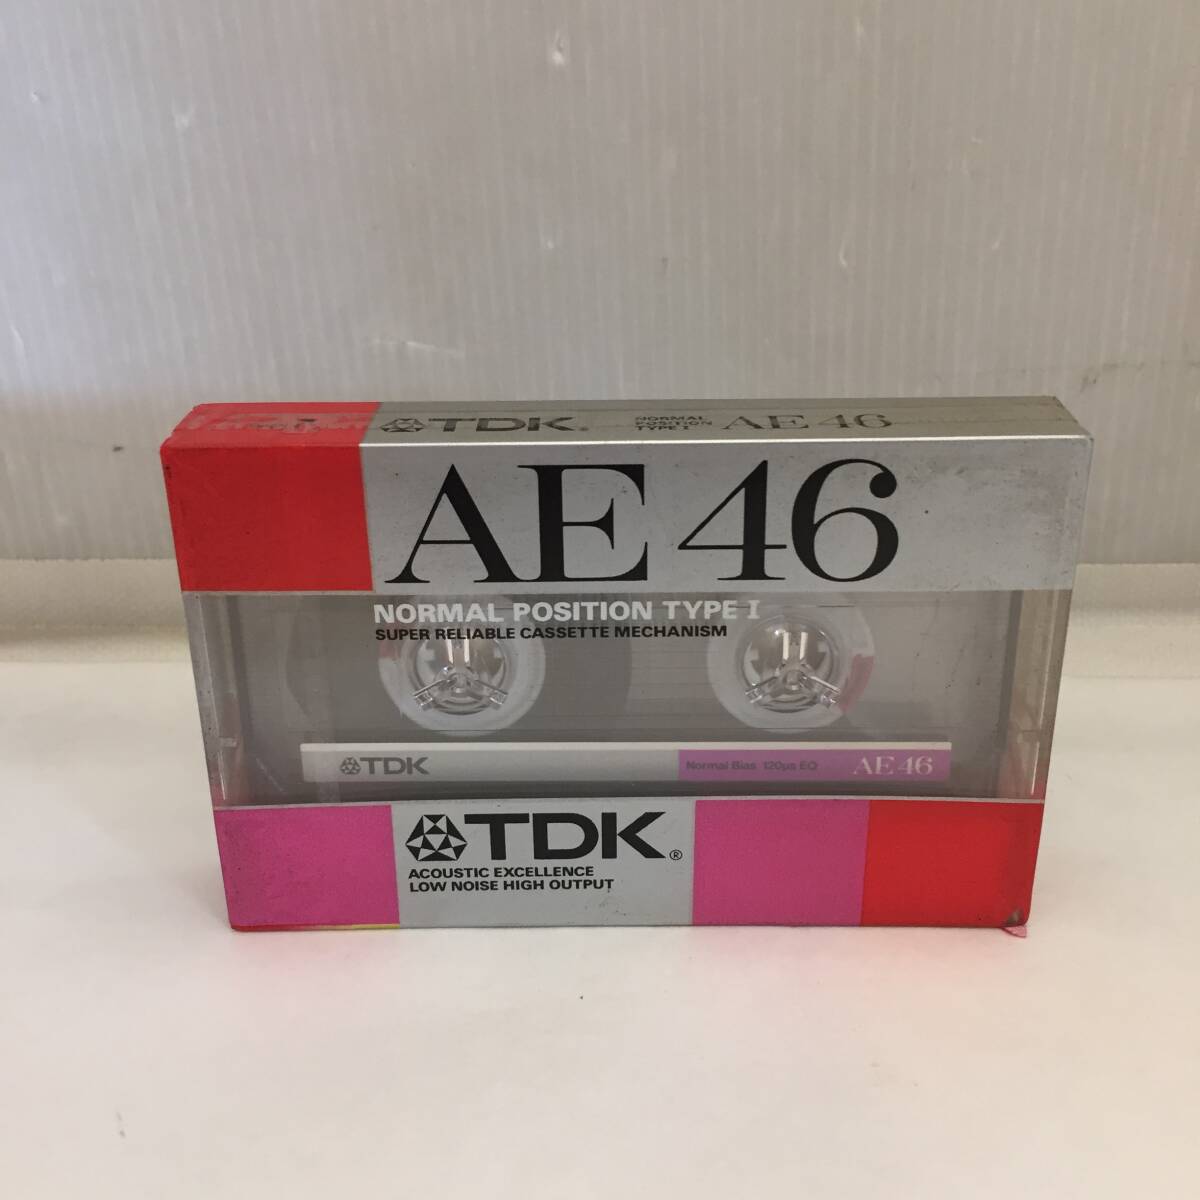 TDK®
NORMAL
POSITION
TYPE I
AE 46
AE 46
NORMAL POSITION TYPE I
SUPER RELIABLE CASSETTE MECHANISM
TDK
Normal Bias 120μs EQ
AE 46
TDK®
ACOUSTIC EXCELLENCE
LOW NOISE HIGH OUTPUT